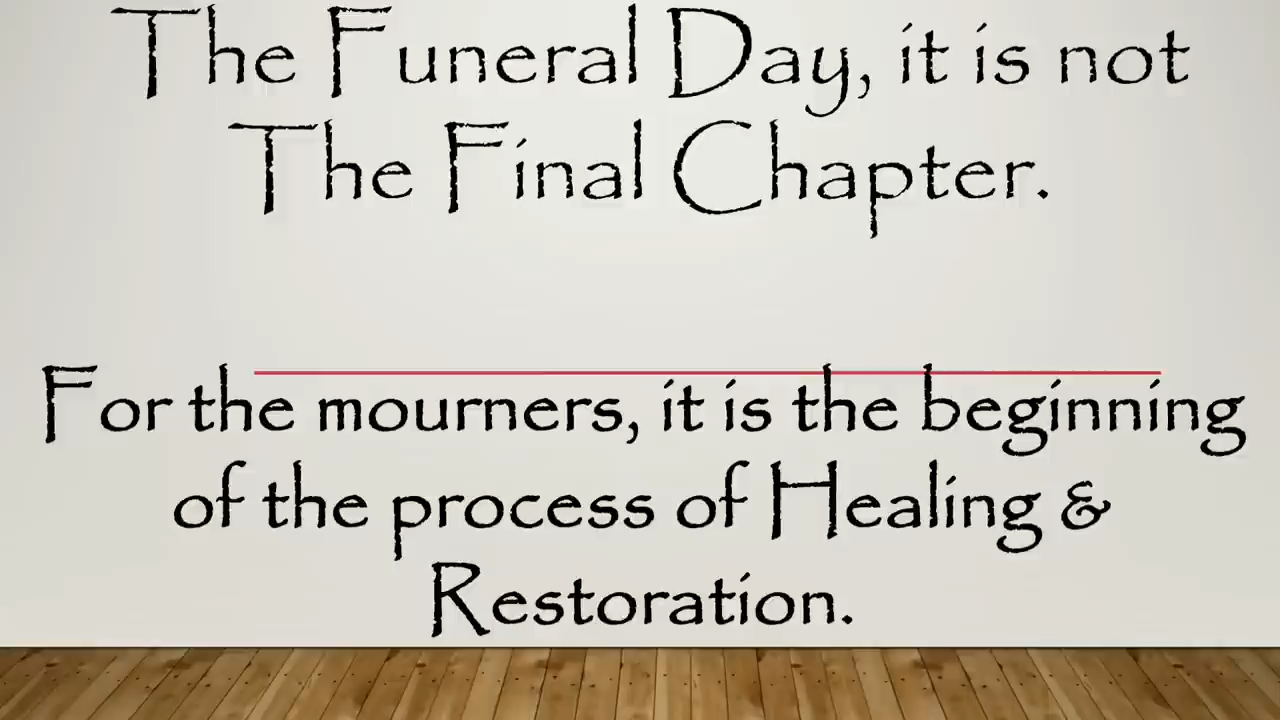 The Funeral Day, it is not
The Final Chapter.
For the mourners, it is the beginning
of the process of Healing &
Restoration.